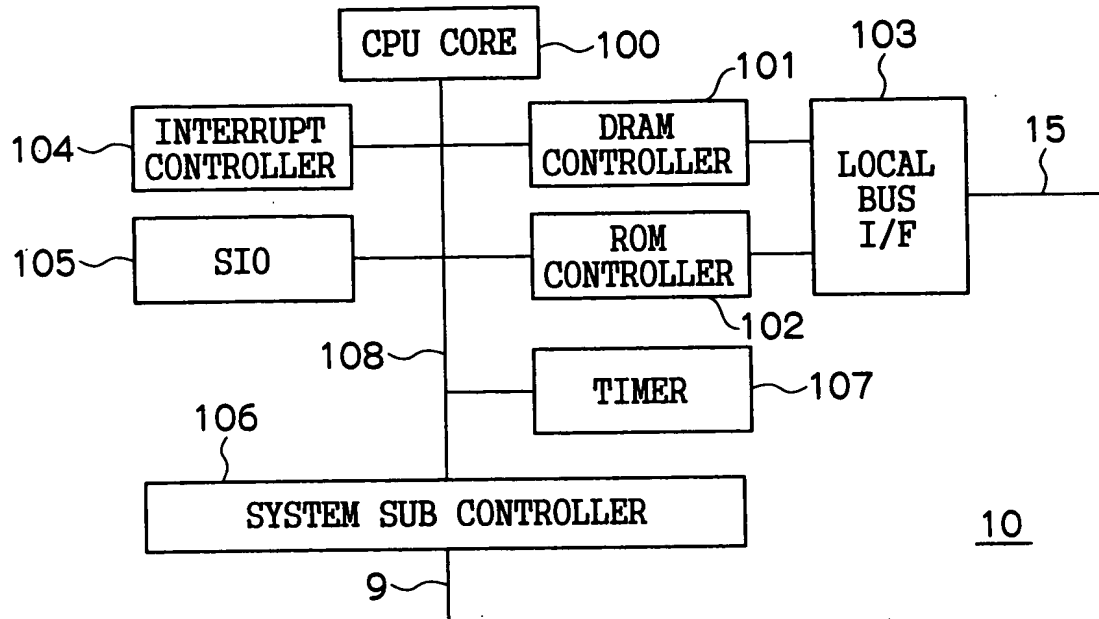 CPU CORE
100
103
101
INTERRUPT
CONTROLLER
104
DRAM
CONTROLLER
LOCAL
BUS
I/F
15
SIO
105
ROM
CONTROLLER
102
108
TIMER
107
106
SYSTEM SUB CONTROLLER
10
9